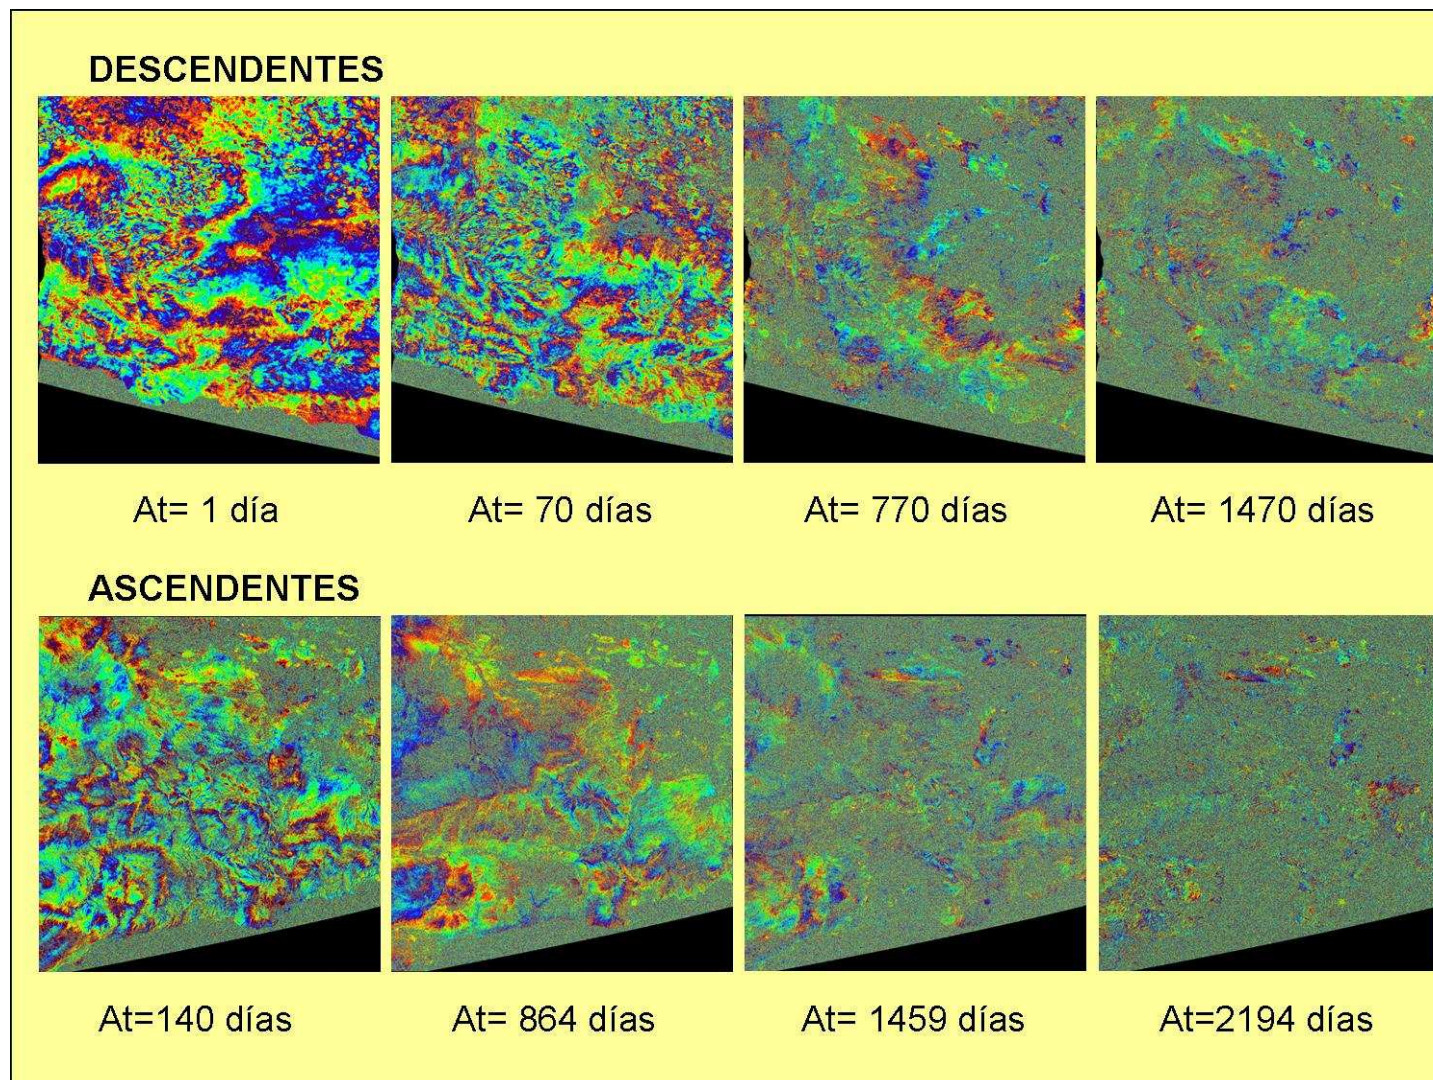 DESCENDENTES
At= 1 día
At= 70 días
At= 770 días
At= 1470 días
ASCENDENTES
At=140 días
At= 864 días
At= 1459 días
At=2194 días